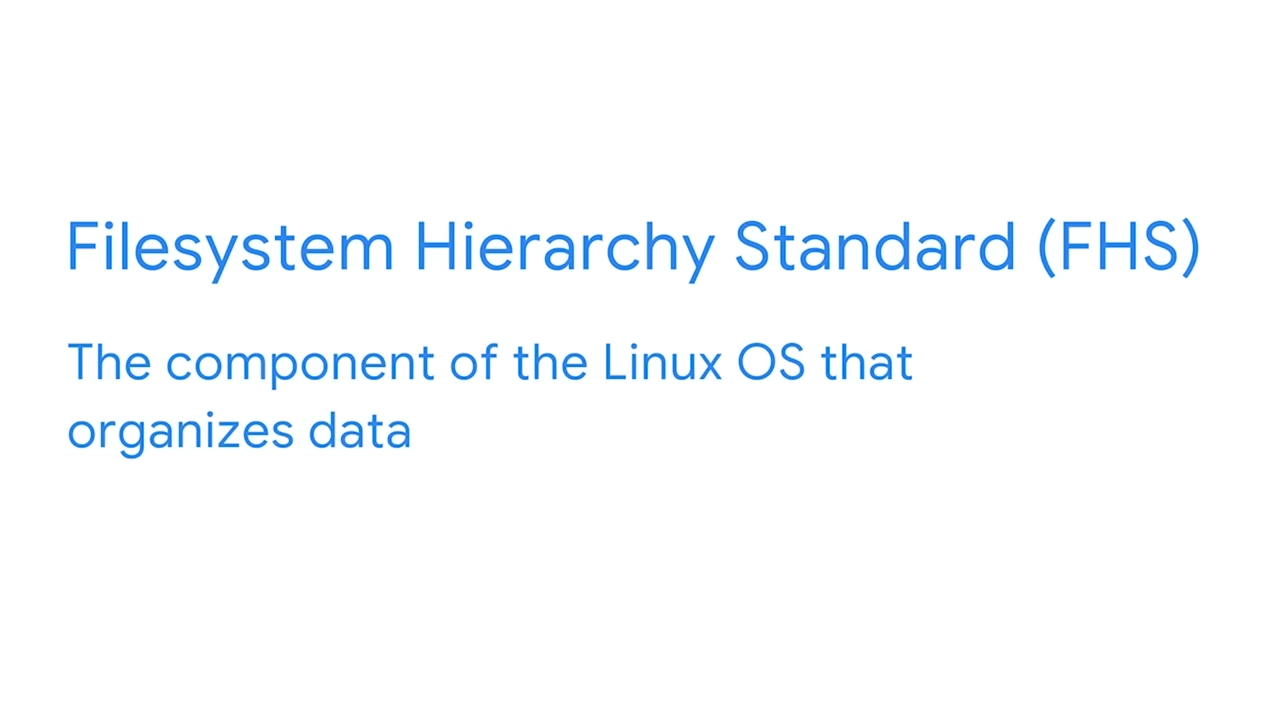 Filesystem Hierarchy Standard (FHS)
The component of the Linux OS that
organizes data